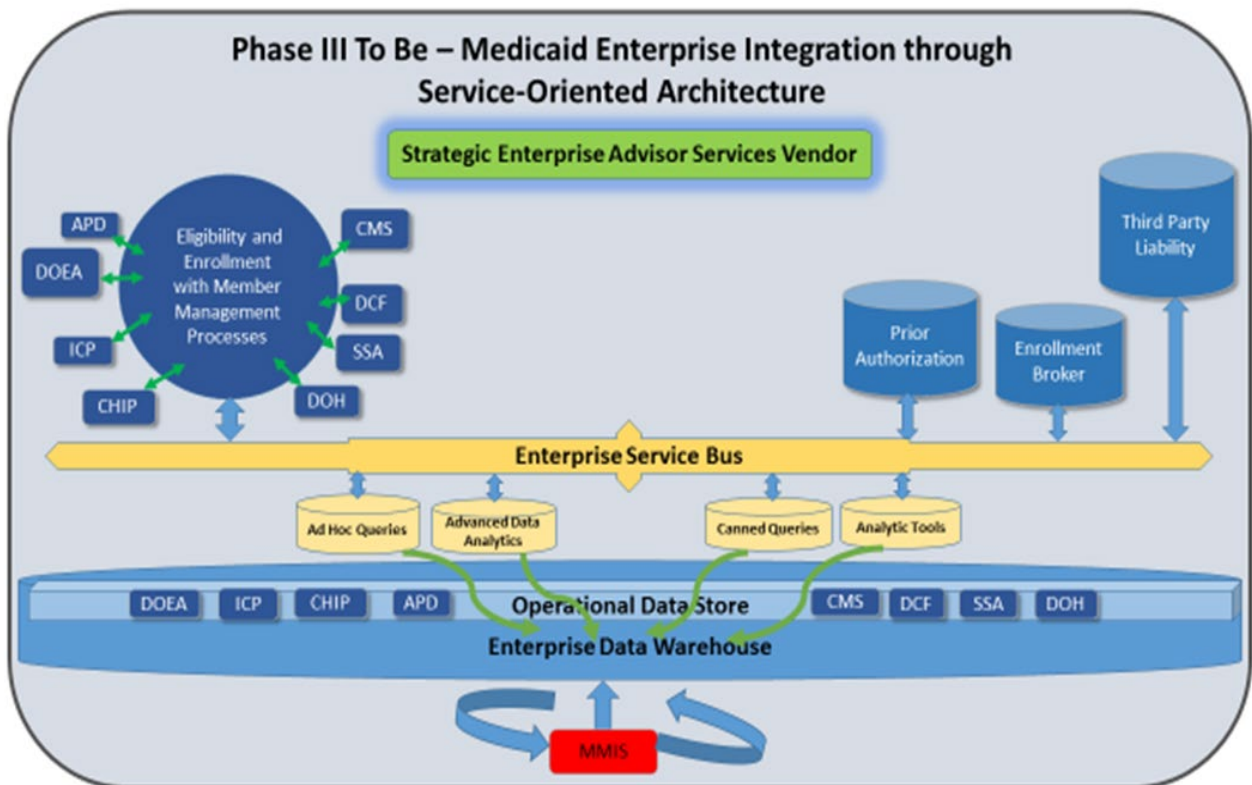 Phase III To Be – Medicaid Enterprise Integration through
Service-Oriented Architecture
Strategic Enterprise Advisor Services Vendor
APD
DOEA
ICP
CHIP
Eligibility and
Enrollment
with Member
Management
Processes
CMS
DCF
SSA
DOH
Prior
Authorization
Enrollment
Broker
Third Party
Liability
Enterprise Service Bus
Ad Hoc Queries
Advanced Data
Analytics
Canned Queries
Analytic Tools
DOEA
ICP
CHIP
APD
Operational Data Store
CMS
DCF
SSA
DOH
Enterprise Data Warehouse
MMIS